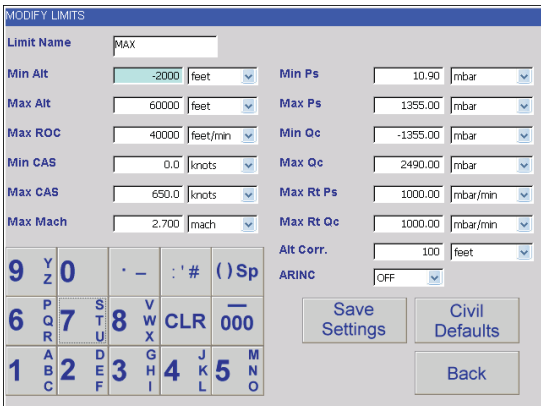 MODIFY LIMITS
Limit Name MAX
Min Alt -2000 feet Min Ps 10.90 mbar
Max Alt 60000 feet Max Ps 1355.00 mbar
Max ROC 40000 feet/min Min Qc -1355.00 mbar
Min CAS 0.0 knots Max Qc 2490.00 mbar
Max CAS 650.0 knots Max Rt Ps 1000.00 mbar/min
Max Mach 2.700 mach Max Rt Qc 1000.00 mbar/min
Alt Corr. 100 feet
ARINC OFF
9 Y Z 0 · – : ' # ( ) Sp
6 P Q R 7 S T U 8 V W X CLR — 000
1 A B C 2 D E F 3 G H I 4 J K L 5 M N O
Save Settings
Civil Defaults
Back